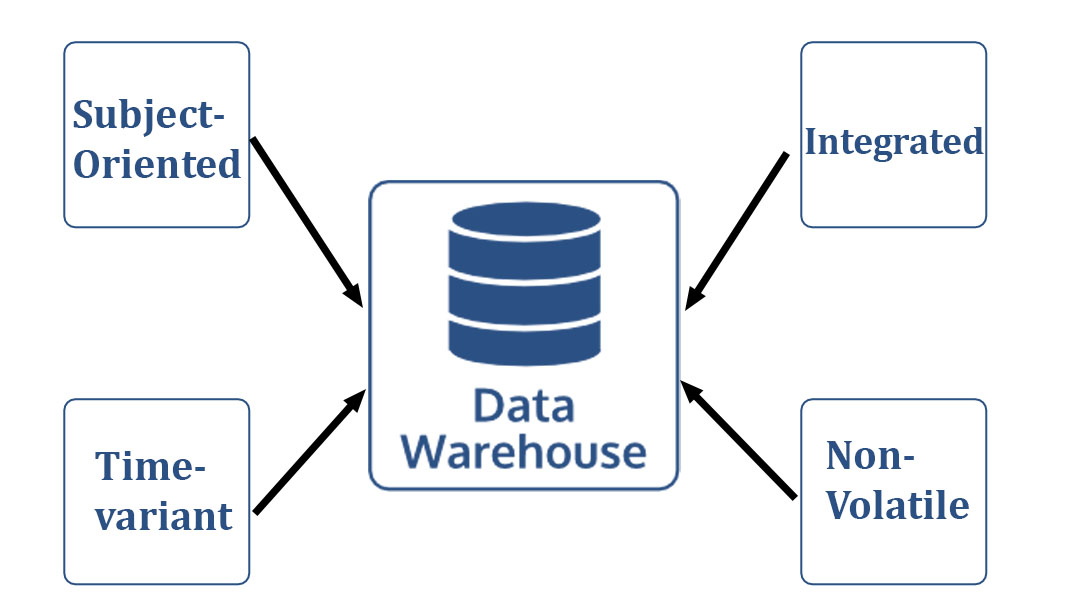 Subject-
Oriented
Integrated
Data
Warehouse
Time-
variant
Non-
Volatile